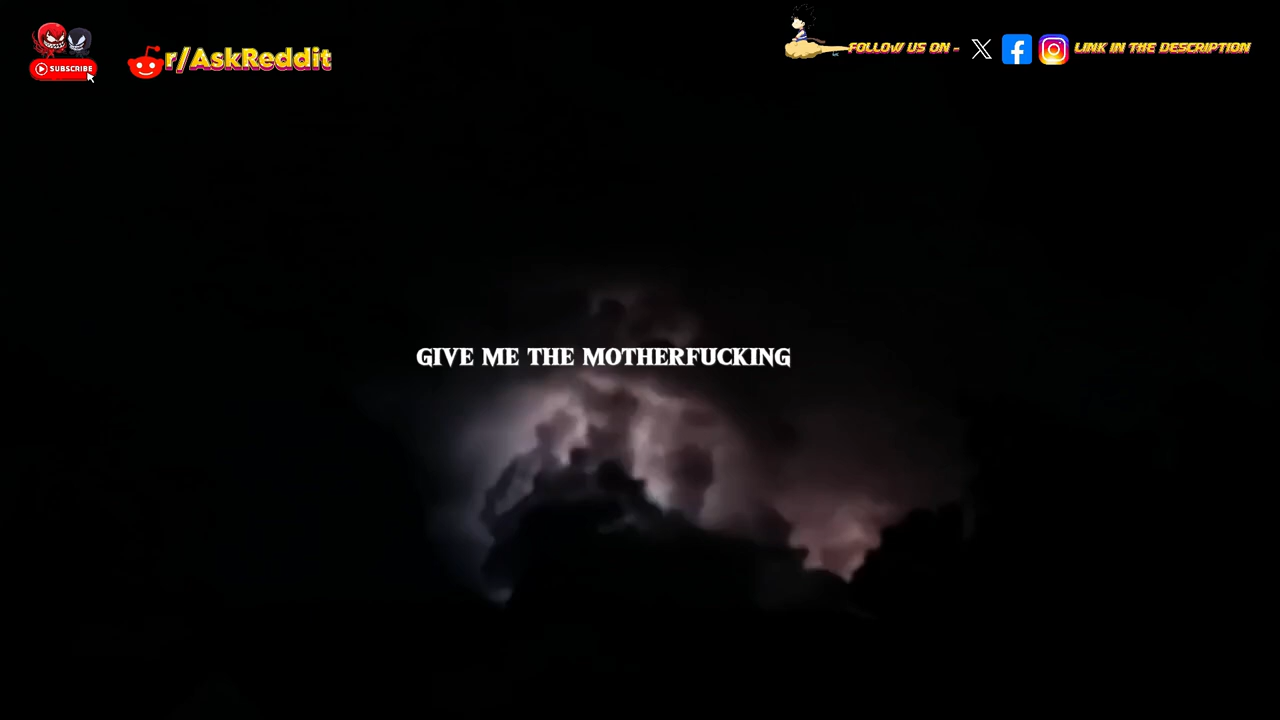 SUBSCRIBE
r/AskReddit
FOLLOW US ON -
LINK IN THE DESCRIPTION
GIVE ME THE MOTHERFUCKING